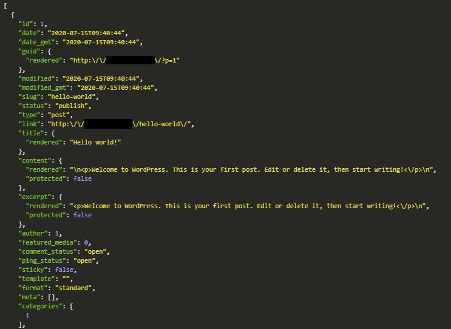 [
{
"id": 1,
"date": "2020-07-15T09:40:44",
"date_gmt": "2020-07-15T09:40:44",
"guid": {
"rendered": "http:\/\/ \/?p=1"
},
"modified": "2020-07-15T09:40:44",
"modified_gmt": "2020-07-15T09:40:44",
"slug": "hello-world",
"status": "publish",
"type": "post",
"link": "http:\/\/ \/hello-world\/",
"title": {
"rendered": "Hello world!"
},
"content": {
"rendered": "\n<p>Welcome to WordPress. This is your first post. Edit or delete it, then start writing!<\/p>\n",
"protected": false
},
"excerpt": {
"rendered": "<p>Welcome to WordPress. This is your first post. Edit or delete it, then start writing!<\/p>\n",
"protected": false
},
"author": 1,
"featured_media": 0,
"comment_status": "open",
"ping_status": "open",
"sticky": false,
"template": "",
"format": "standard",
"meta": [],
"categories": [
1
],